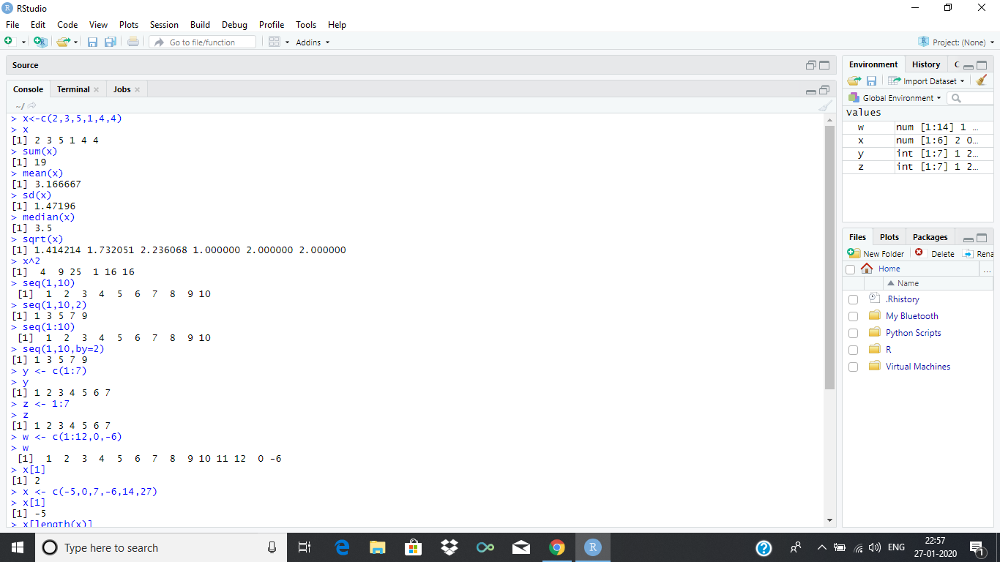 RStudio
File Edit Code View Plots Session Build Debug Profile Tools Help
Go to file/function
Addins
Project: (None)
Source
Console Terminal Jobs
~/
> x<-c(2,3,5,1,4,4)
> x
[1] 2 3 5 1 4 4
> sum(x)
[1] 19
> mean(x)
[1] 3.166667
> sd(x)
[1] 1.47196
> median(x)
[1] 3.5
> sqrt(x)
[1] 1.414214 1.732051 2.236068 1.000000 2.000000 2.000000
> x^2
[1]  4  9 25  1 16 16
> seq(1,10)
 [1]  1  2  3  4  5  6  7  8  9 10
> seq(1,10,2)
[1] 1 3 5 7 9
> seq(1:10)
 [1]  1  2  3  4  5  6  7  8  9 10
> seq(1,10,by=2)
[1] 1 3 5 7 9
> y <- c(1:7)
> y
[1] 1 2 3 4 5 6 7
> z <- 1:7
> z
[1] 1 2 3 4 5 6 7
> w <- c(1:12,0,-6)
> w
 [1]  1  2  3  4  5  6  7  8  9 10 11 12  0 -6
> x[1]
[1] 2
> x <- c(-5,0,7,-6,14,27)
> x[1]
[1] -5
> x[length(x)]
Environment History C
Import Dataset
Global Environment
Values
w num [1:14] 1 …
x num [1:6] 2 0…
y int [1:7] 1 2…
z int [1:7] 1 2…
Files Plots Packages
New Folder Delete Rena
Home ...
Name
.Rhistory
My Bluetooth
Python Scripts
R
Virtual Machines
Type here to search
ENG
22:57
27-01-2020
1